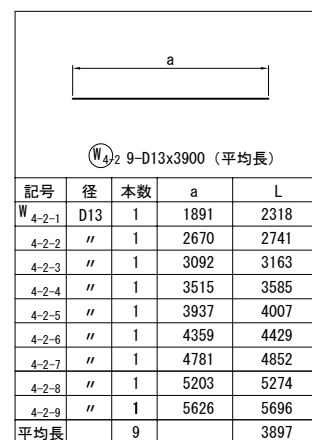 a
W4-2 9-D13x3900（平均長）
記号 径 本数 a L
W 4-2-1 D13 1 1891 2318
4-2-2 〃 1 2670 2741
4-2-3 〃 1 3092 3163
4-2-4 〃 1 3515 3585
4-2-5 〃 1 3937 4007
4-2-6 〃 1 4359 4429
4-2-7 〃 1 4781 4852
4-2-8 〃 1 5203 5274
4-2-9 〃 1 5626 5696
平均長 9 3897